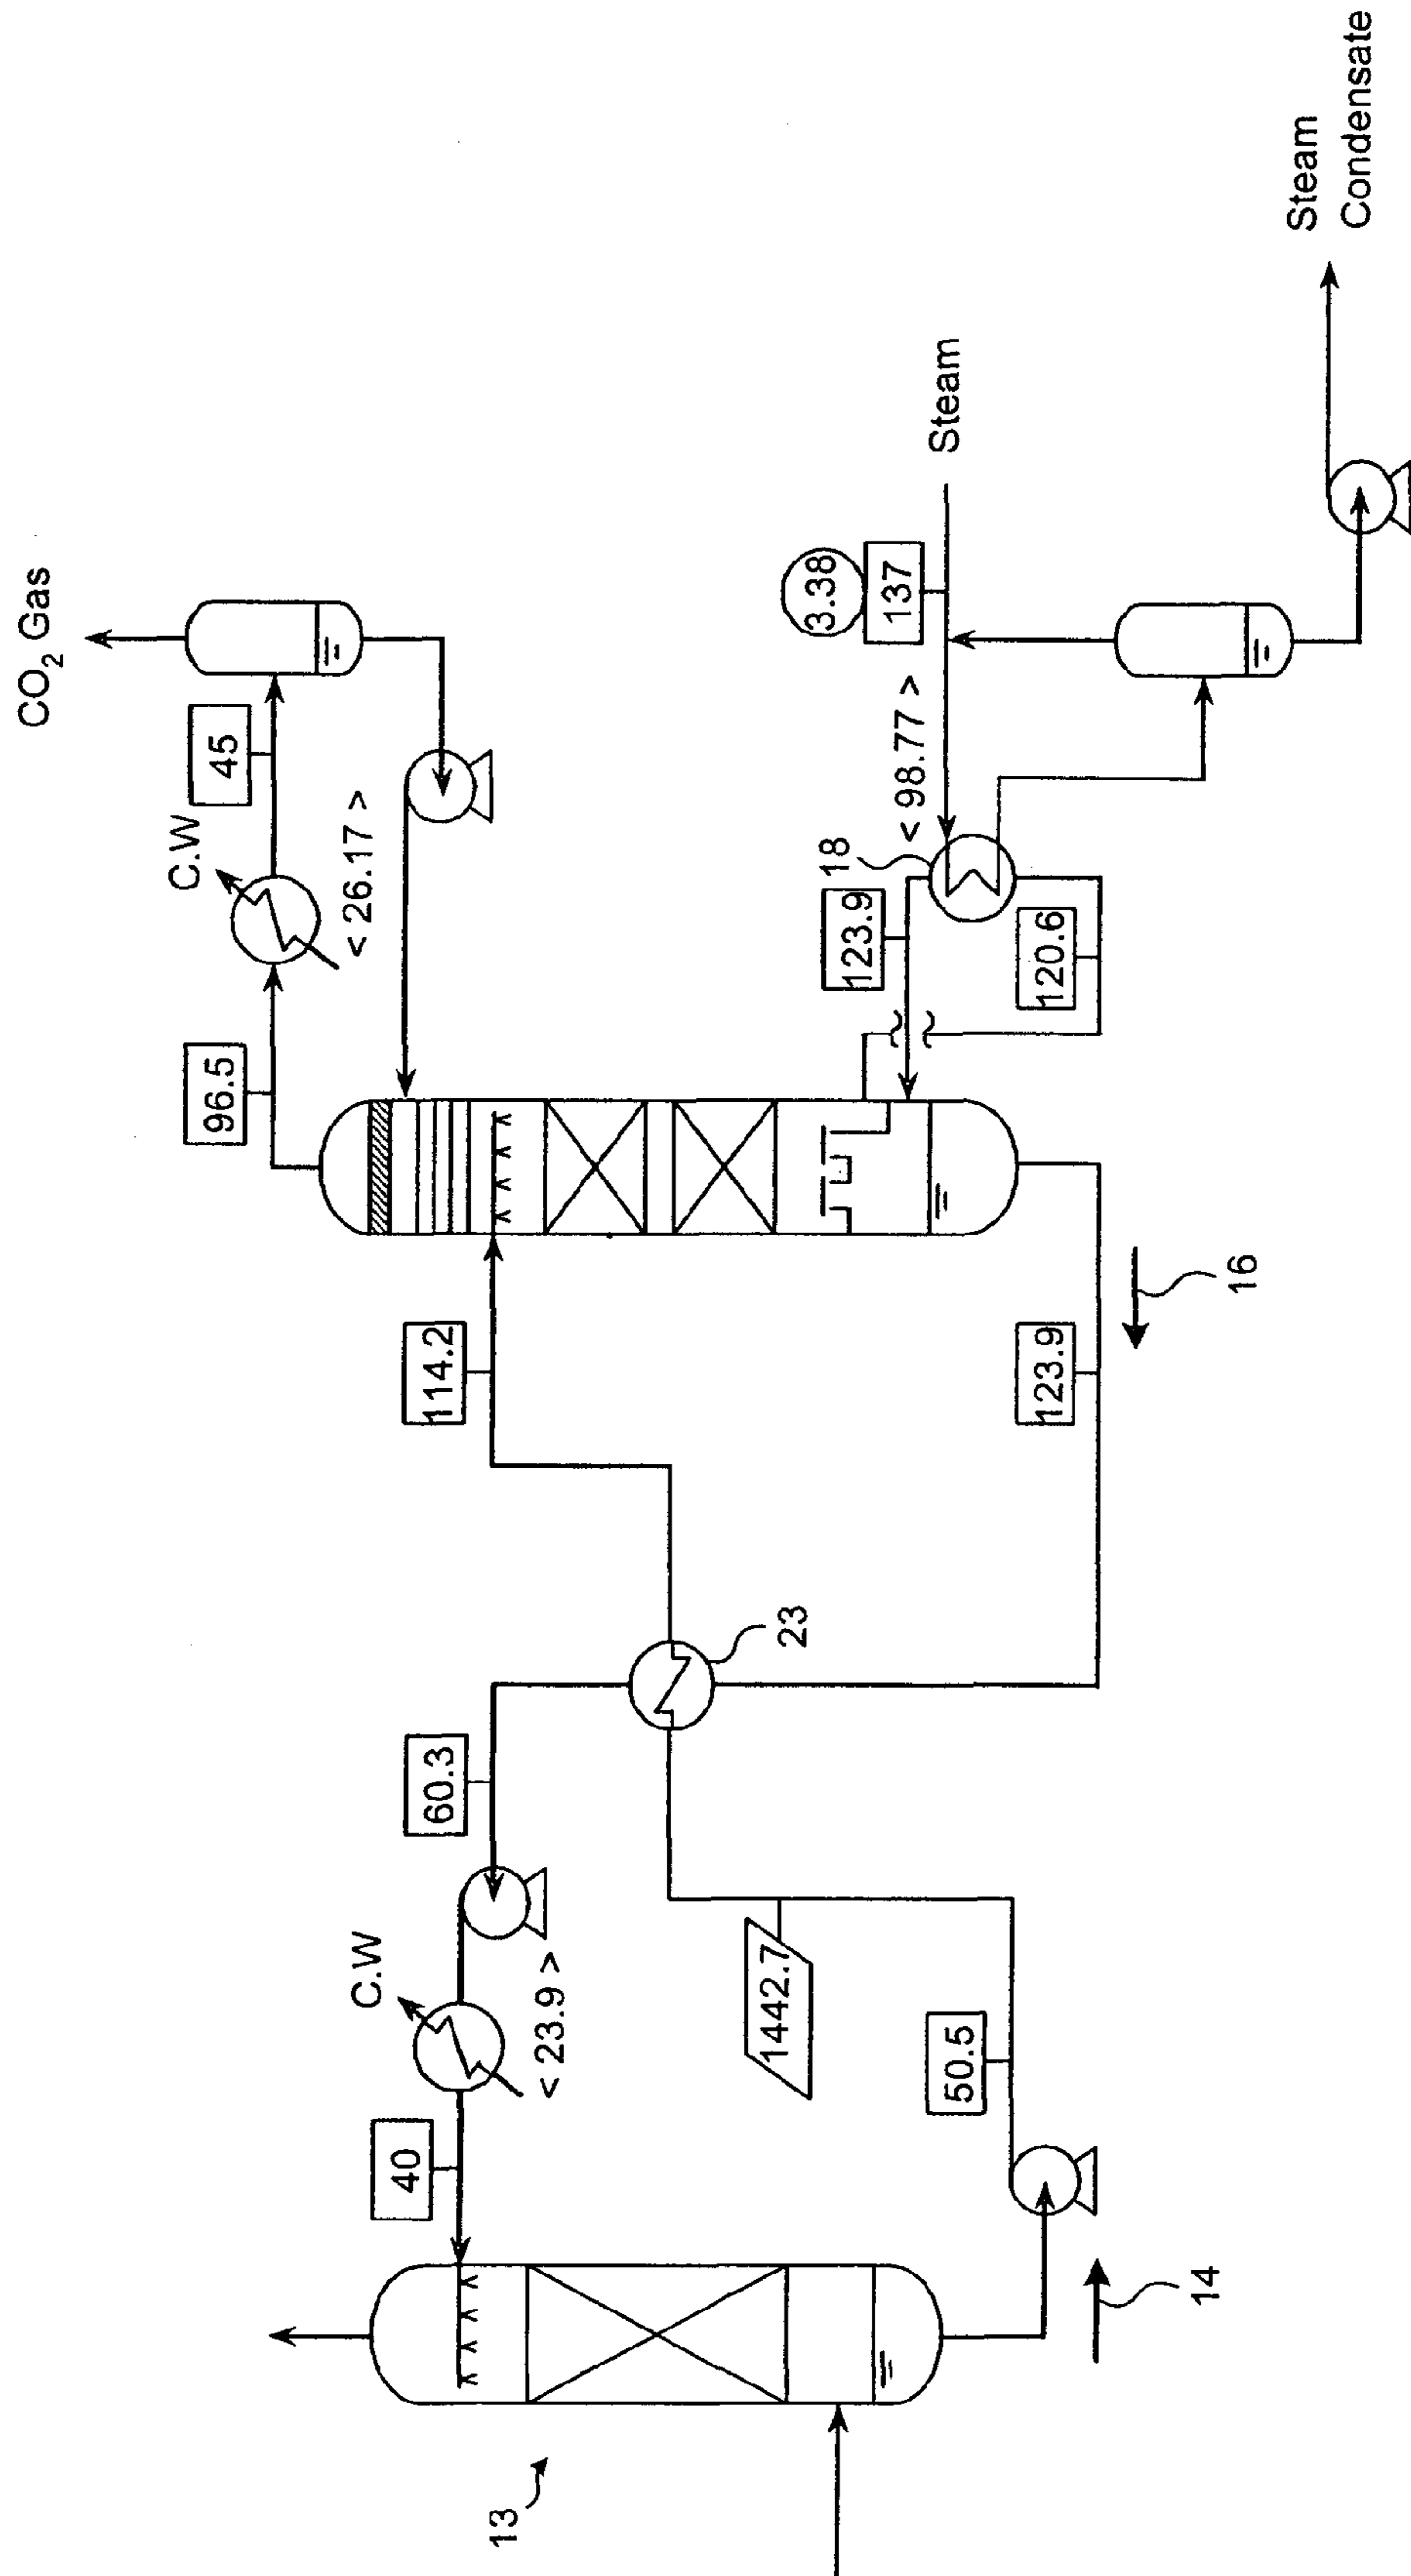 CO2 Gas
45
C.W
< 26.17 >
96.5
3.38
137
Steam
< 98.77 >
18
123.9
120.6
Steam
Condensate
114.2
123.9
16
23
60.3
C.W
< 23.9 >
1442.7
40
50.5
14
13